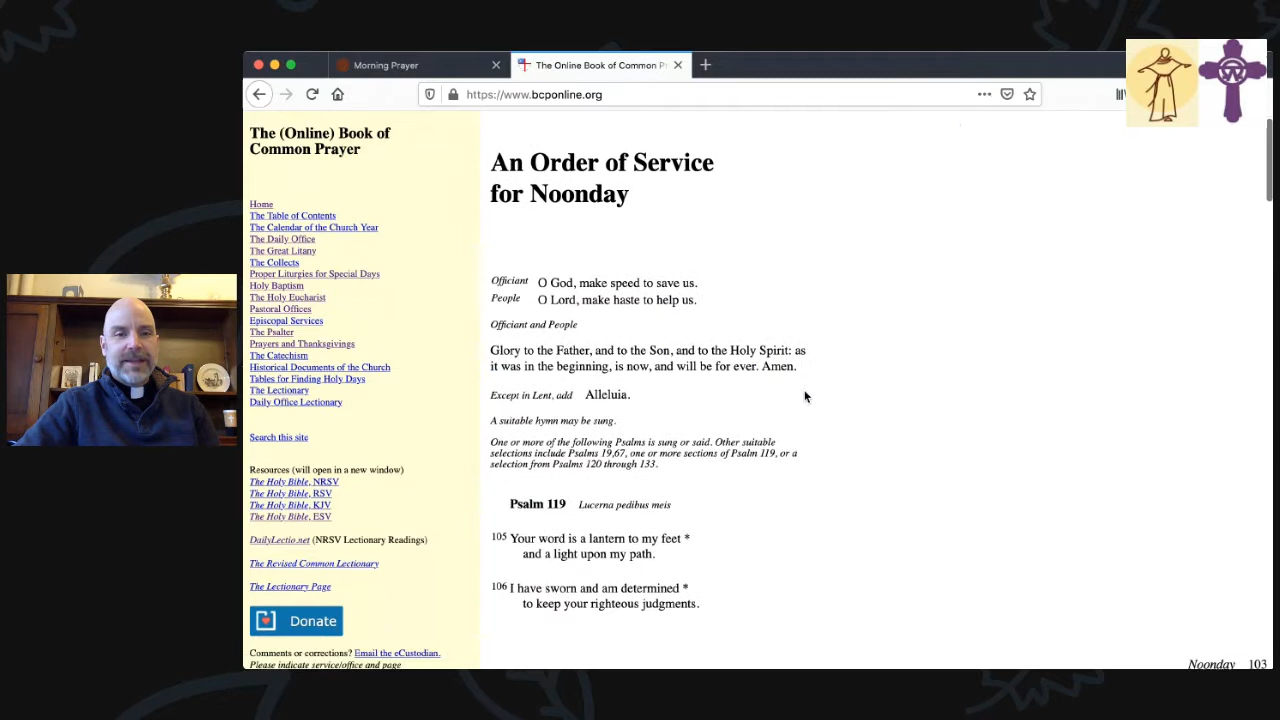 Morning Prayer
The Online Book of Common P
https://www.bcponline.org
The (Online) Book of
Common Prayer
Home
The Table of Contents
The Calendar of the Church Year
The Daily Office
The Great Litany
The Collects
Proper Liturgies for Special Days
Holy Baptism
The Holy Eucharist
Pastoral Offices
Episcopal Services
The Psalter
Prayers and Thanksgivings
The Catechism
Historical Documents of the Church
Tables for Finding Holy Days
The Lectionary
Daily Office Lectionary
Search this site
Resources (will open in a new window)
The Holy Bible, NRSV
The Holy Bible, RSV
The Holy Bible, KJV
The Holy Bible, ESV
DailyLectio.net (NRSV Lectionary Readings)
The Revised Common Lectionary
The Lectionary Page
Donate
Comments or corrections? Email the eCustodian.
Please indicate service/office and page
An Order of Service
for Noonday
Officiant O God, make speed to save us.
People O Lord, make haste to help us.
Officiant and People
Glory to the Father, and to the Son, and to the Holy Spirit: as
it was in the beginning, is now, and will be for ever. Amen.
Except in Lent, add Alleluia.
A suitable hymn may be sung.
One or more of the following Psalms is sung or said. Other suitable
selections include Psalms 19,67, one or more sections of Psalm 119, or a
selection from Psalms 120 through 133.
Psalm 119 Lucerna pedibus meis
105 Your word is a lantern to my feet *
and a light upon my path.
106 I have sworn and am determined *
to keep your righteous judgments.
Noonday 103